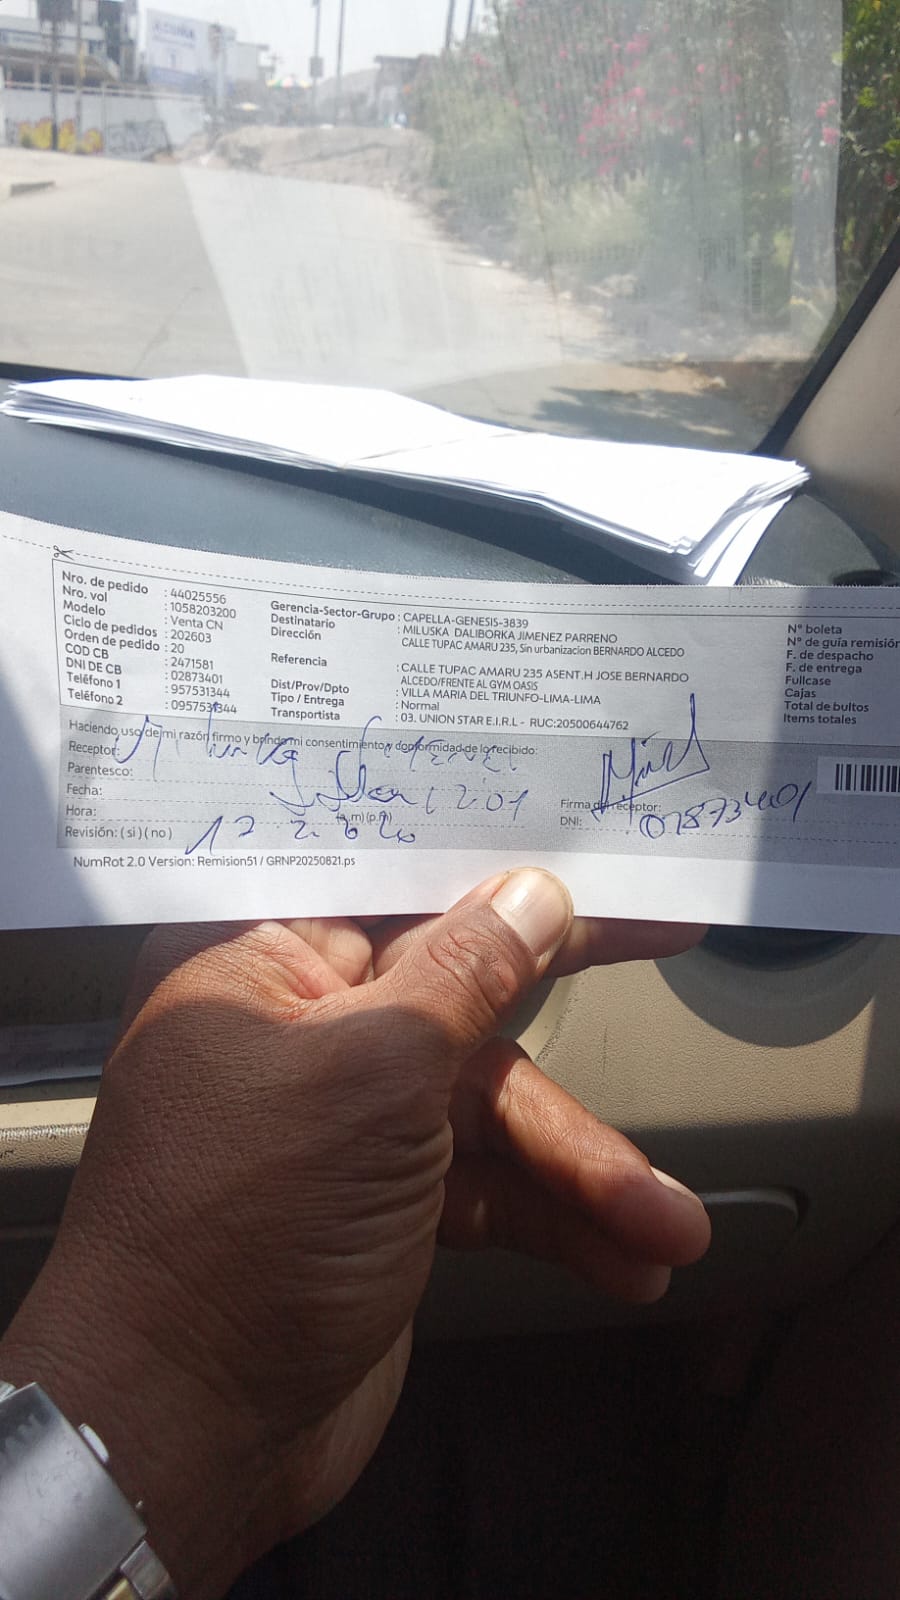 Nro. de pedido : 44025556
Nro. vol : 1058203200
Modelo : Venta CN
Ciclo de pedidos : 202603
Orden de pedido : 20
COD CB : 2471581
DNI DE CB : 02873401
Teléfono 1 : 957531344
Teléfono 2 : 0957531344
Gerencia-Sector-Grupo : CAPELLA-GENESIS-3839
Destinatario : MILUSKA DALIBORKA JIMENEZ PARRENO
Dirección CALLE TUPAC AMARU 235, Sin urbanizacion BERNARDO ALCEDO
Referencia : CALLE TUPAC AMARU 235 ASENT.H JOSE BERNARDO
ALCEDO/FRENTE AL GYM OASIS
Dist/Prov/Dpto : VILLA MARIA DEL TRIUNFO-LIMA-LIMA
Tipo / Entrega : Normal
Transportista : 03. UNION STAR E.I.R.L - RUC:20500644762
N° boleta
N° de guía remisión
F. de despacho
F. de entrega
Fullcase
Cajas
Total de bultos
Items totales
Haciendo uso de mi razón firmo y brindo mi consentimiento y conformidad de lo recibido:
Receptor:
Parentesco:
Fecha:
Hora: (a.m) (p.m)
Revisión: ( si ) ( no )
Firma de receptor:
DNI: 02873401
NumRot 2.0 Version: Remision51 / GRNP20250821.ps